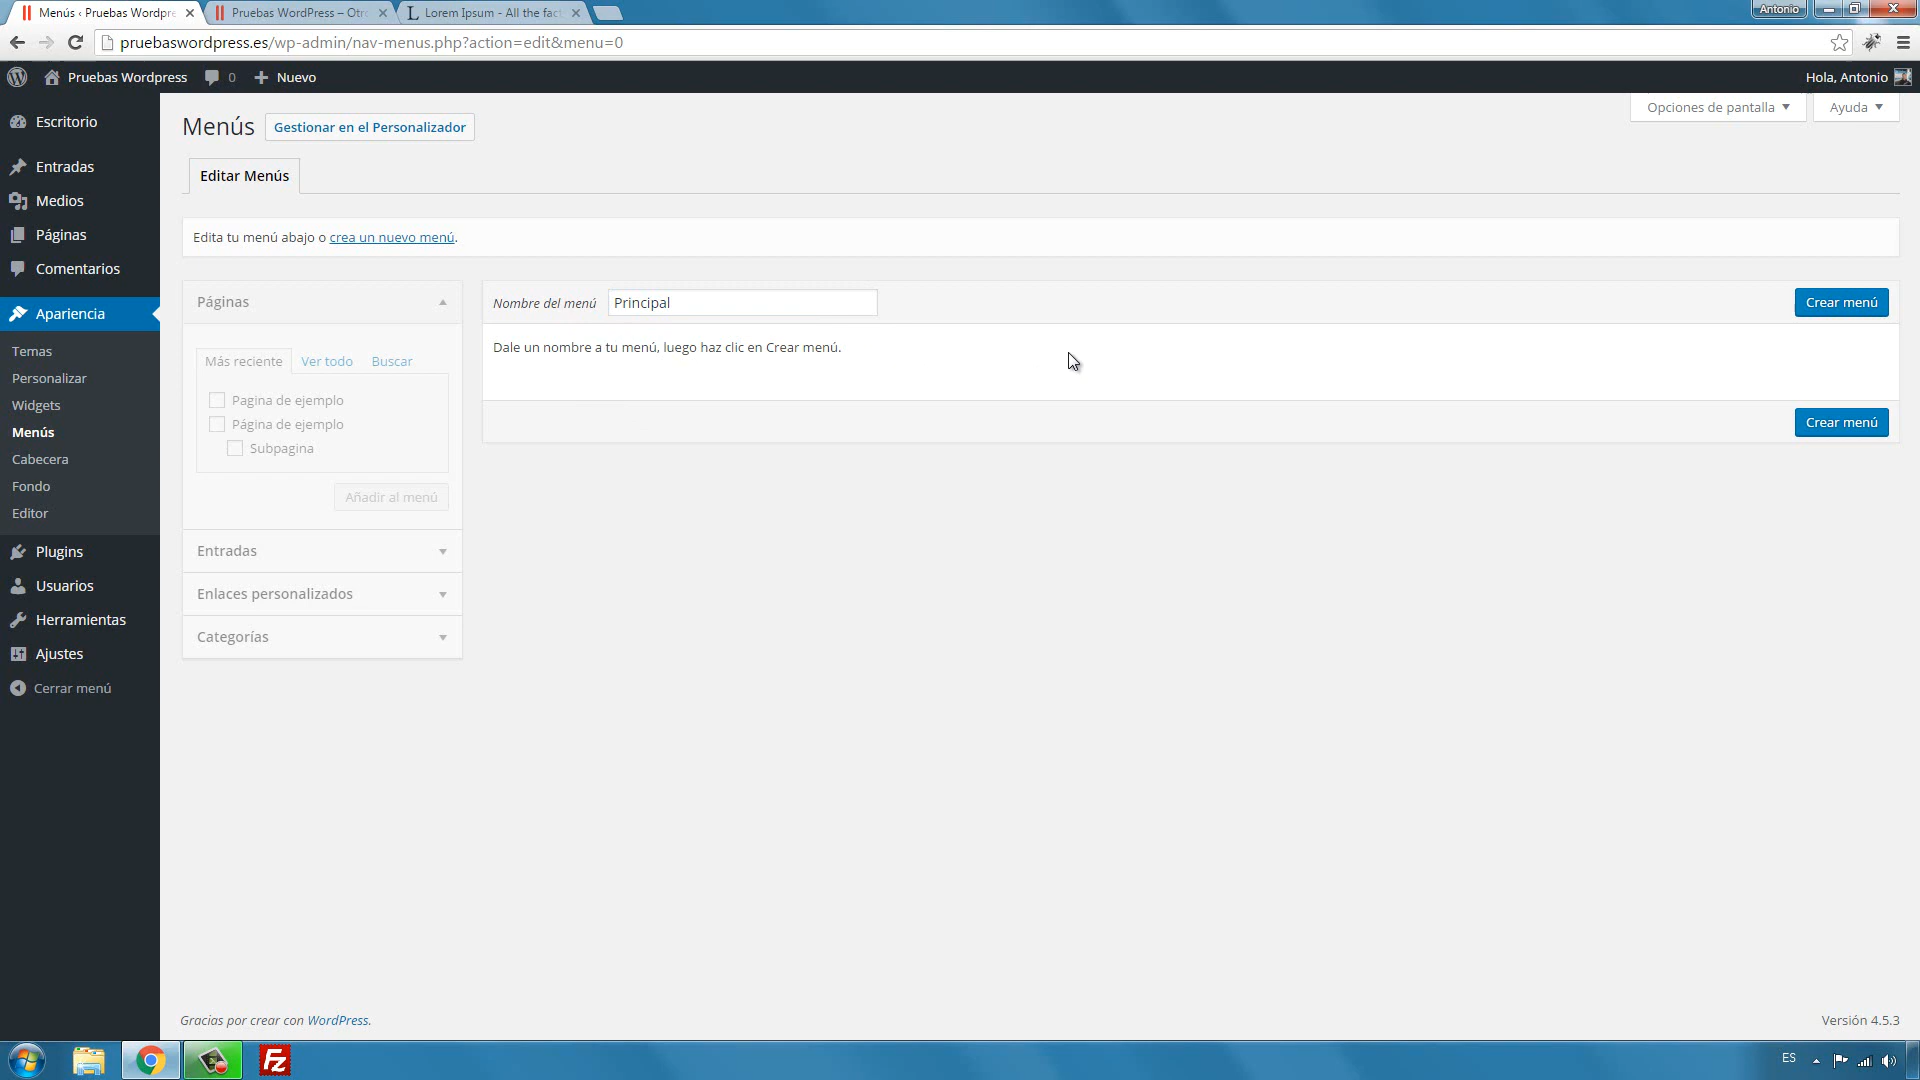 Menús ‹ Pruebas Wordpre
Pruebas WordPress – Otro
Lorem Ipsum - All the fac
Antonio
pruebaswordpress.es/wp-admin/nav-menus.php?action=edit&menu=0
Pruebas Wordpress
0
Nuevo
Hola, Antonio
Opciones de pantalla
Ayuda
Escritorio
Entradas
Medios
Páginas
Comentarios
Apariencia
Temas
Personalizar
Widgets
Menús
Cabecera
Fondo
Editor
Plugins
Usuarios
Herramientas
Ajustes
Cerrar menú
Menús
Gestionar en el Personalizador
Editar Menús
Edita tu menú abajo o crea un nuevo menú.
Páginas
Más reciente
Ver todo
Buscar
Pagina de ejemplo
Página de ejemplo
Subpagina
Añadir al menú
Entradas
Enlaces personalizados
Categorías
Nombre del menú
Principal
Crear menú
Dale un nombre a tu menú, luego haz clic en Crear menú.
Crear menú
Gracias por crear con WordPress.
Versión 4.5.3
Fz
ES